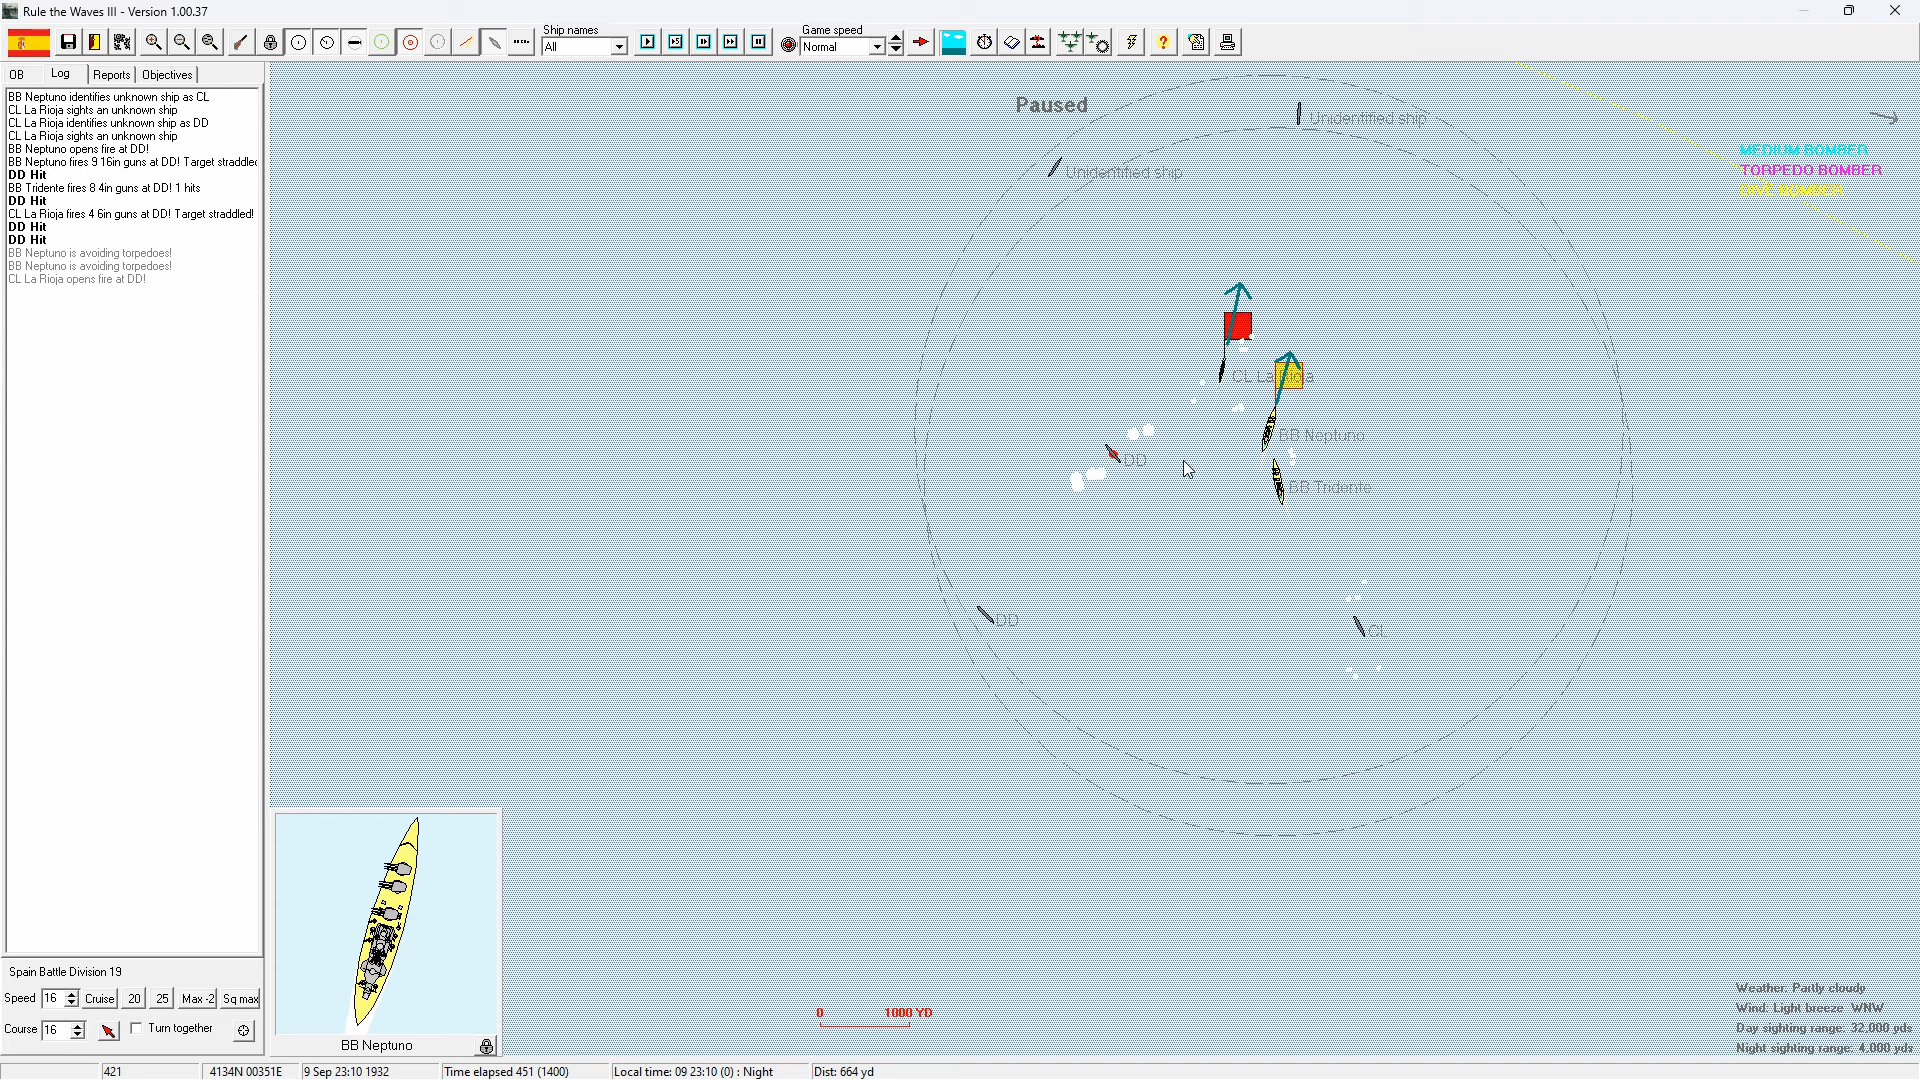 Rule the Waves III - Version 1.00.37
Ship names
All
Game speed
Normal
OB
Log
Reports
Objectives
BB Neptuno identifies unknown ship as CL
CL La Rioja sights an unknown ship
CL La Rioja identifies unknown ship as DD
CL La Rioja sights an unknown ship
BB Neptuno opens fire at DD!
BB Neptuno fires 9 16in guns at DD! Target straddled
DD Hit
BB Tridente fires 8 4in guns at DD! 1 hits
DD Hit
CL La Rioja fires 4 6in guns at DD! Target straddled!
DD Hit
DD Hit
BB Neptuno is avoiding torpedoes!
BB Neptuno is avoiding torpedoes!
CL La Rioja opens fire at DD!
Paused
Unidentified ship
Unidentified ship
MEDIUM BOMBER
TORPEDO BOMBER
DIVE BOMBER
CL La Rioja
BB Neptuno
DD
BB Tridente
DD
CL
0 1000 YD
Weather: Partly cloudy
Wind: Light breeze WNW
Day sighting range: 32,000 yds
Night sighting range: 4,000 yds
Spain Battle Division 19
Speed 16 Cruise 20 25 Max -2 Sq max
Course 16 Turn together
BB Neptuno
421
4134N 00351E
9 Sep 23:10 1932
Time elapsed 451 (1400)
Local time: 09 23:10 (0) : Night
Dist: 664 yd